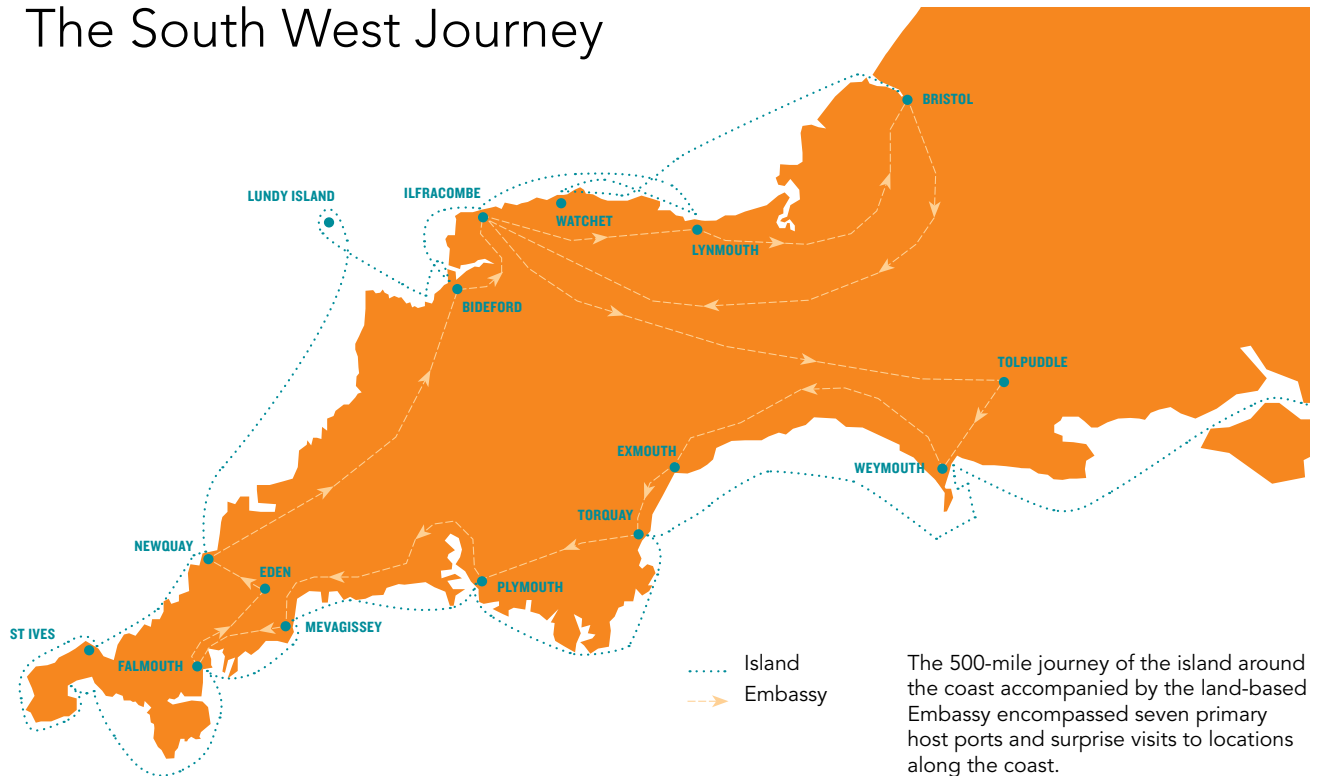 The South West Journey
BRISTOL
LUNDY ISLAND
ILFRACOMBE
WATCHET
LYNMOUTH
BIDEFORD
TOLPUDDLE
EXMOUTH
WEYMOUTH
TORQUAY
NEWQUAY
EDEN
PLYMOUTH
MEVAGISSEY
ST IVES
FALMOUTH
Island
Embassy
The 500-mile journey of the island around
the coast accompanied by the land-based
Embassy encompassed seven primary
host ports and surprise visits to locations
along the coast.